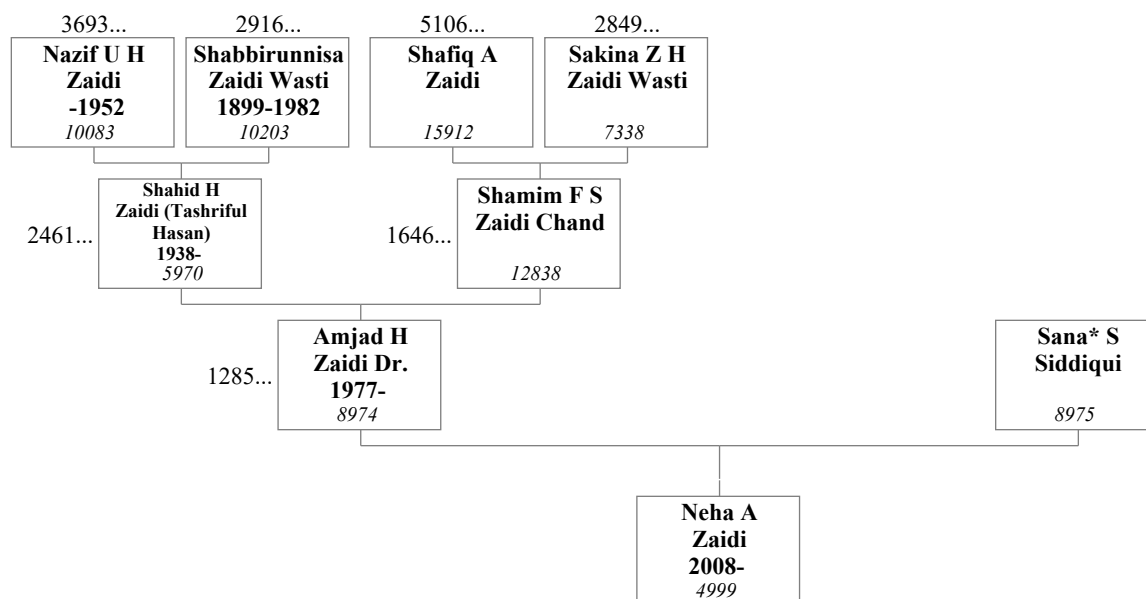 3693...
2916...
5106...
2849...
Nazif U H
Zaidi
-1952
10083
Shabbirunnisa
Zaidi Wasti
1899-1982
10203
Shafiq A
Zaidi
15912
Sakina Z H
Zaidi Wasti
7338
2461...
Shahid H
Zaidi (Tashriful
Hasan)
1938-
5970
1646...
Shamim F S
Zaidi Chand
12838
1285...
Amjad H
Zaidi Dr.
1977-
8974
Sana* S
Siddiqui
8975
Neha A
Zaidi
2008-
4999